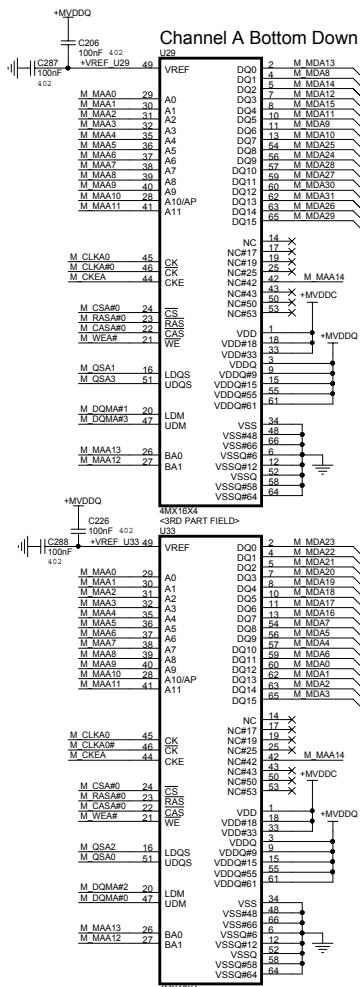 Channel A Bottom Down
+MVDDQ
C206
100nF 402
C287
100nF
402
+VREF_U29 49 VREF
U29
M_MAA0 29 A0
M_MAA1 30 A1
M_MAA2 31 A2
M_MAA3 32 A3
M_MAA4 35 A4
M_MAA5 36 A5
M_MAA6 37 A6
M_MAA7 38 A7
M_MAA8 39 A8
M_MAA9 40 A9
M_MAA10 28 A10/AP
M_MAA11 41 A11
M_CLKA0 45 CK
M_CLKA#0 46 CK
M_CKEA 44 CKE
M_CSA#0 24 CS
M_RASA#0 23 RAS
M_CASA#0 22 CAS
M_WEA# 21 WE
M_QSA1 16 LDQS
M_QSA3 51 UDQS
M_DQMA#1 20 LDM
M_DQMA#3 47 UDM
M_MAA13 26 BA0
M_MAA12 27 BA1
DQ0 2 M_MDA13
DQ1 4 M_MDA8
DQ2 5 M_MDA14
DQ3 7 M_MDA12
DQ4 8 M_MDA15
DQ5 10 M_MDA11
DQ6 11 M_MDA9
DQ7 13 M_MDA10
DQ8 54 M_MDA25
DQ9 56 M_MDA24
DQ10 57 M_MDA28
DQ11 59 M_MDA27
DQ12 60 M_MDA30
DQ13 62 M_MDA31
DQ14 63 M_MDA26
DQ15 65 M_MDA29
NC 14
NC#17 17
NC#19 19
NC#25 25
NC#42 42 M_MAA14
NC#43 43
NC#50 50
NC#53 53
+MVDDC
VDD 1
VDD#18 18
VDD#33 33
+MVDDQ
VDDQ 3
VDDQ#9 9
VDDQ#15 15
VDDQ#55 55
VDDQ#61 61
VSS 34
VSS#48 48
VSS#66 66
VSSQ#6 6
VSSQ#12 12
VSSQ 52
VSSQ#58 58
VSSQ#64 64
4MX16X4
<3RD PART FIELD>
+MVDDQ
C226
100nF 402
C288
100nF
402
+VREF_U33 49 VREF
U33
M_MAA0 29 A0
M_MAA1 30 A1
M_MAA2 31 A2
M_MAA3 32 A3
M_MAA4 35 A4
M_MAA5 36 A5
M_MAA6 37 A6
M_MAA7 38 A7
M_MAA8 39 A8
M_MAA9 40 A9
M_MAA10 28 A10/AP
M_MAA11 41 A11
M_CLKA0 45 CK
M_CLKA0# 46 CK
M_CKEA 44 CKE
M_CSA#0 24 CS
M_RASA#0 23 RAS
M_CASA#0 22 CAS
M_WEA# 21 WE
M_QSA2 16 LDQS
M_QSA0 51 UDQS
M_DQMA#2 20 LDM
M_DQMA#0 47 UDM
M_MAA13 26 BA0
M_MAA12 27 BA1
DQ0 2 M_MDA23
DQ1 4 M_MDA22
DQ2 5 M_MDA21
DQ3 7 M_MDA20
DQ4 8 M_MDA19
DQ5 10 M_MDA18
DQ6 11 M_MDA17
DQ7 13 M_MDA16
DQ8 54 M_MDA7
DQ9 56 M_MDA5
DQ10 57 M_MDA4
DQ11 59 M_MDA6
DQ12 60 M_MDA0
DQ13 62 M_MDA1
DQ14 63 M_MDA2
DQ15 65 M_MDA3
NC 14
NC#17 17
NC#19 19
NC#25 25
NC#42 42 M_MAA14
NC#43 43
NC#50 50
NC#53 53
+MVDDC
VDD 1
VDD#18 18
VDD#33 33
+MVDDQ
VDDQ 3
VDDQ#9 9
VDDQ#15 15
VDDQ#55 55
VDDQ#61 61
VSS 34
VSS#48 48
VSS#66 66
VSSQ#6 6
VSSQ#12 12
VSSQ 52
VSSQ#58 58
VSSQ#64 64